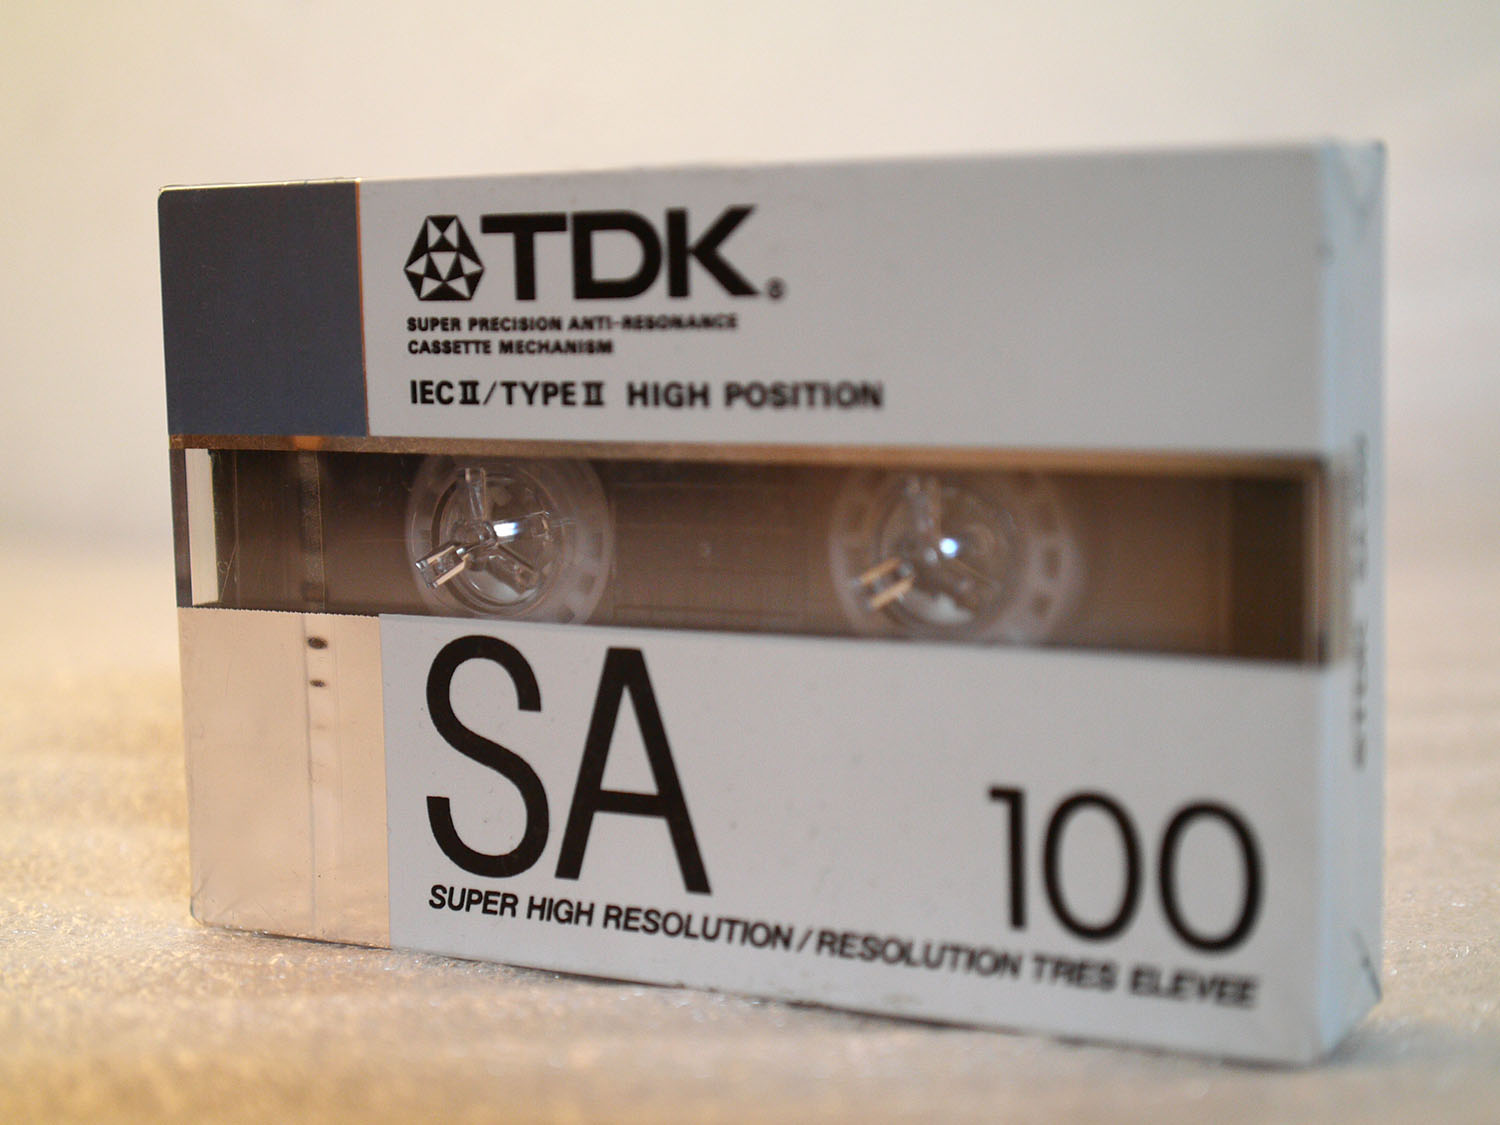 TDK®
SUPER PRECISION ANTI-RESONANCE
CASSETTE MECHANISM
IEC II/TYPE II HIGH POSITION
SA 100
SUPER HIGH RESOLUTION/RESOLUTION TRES ELEVEE